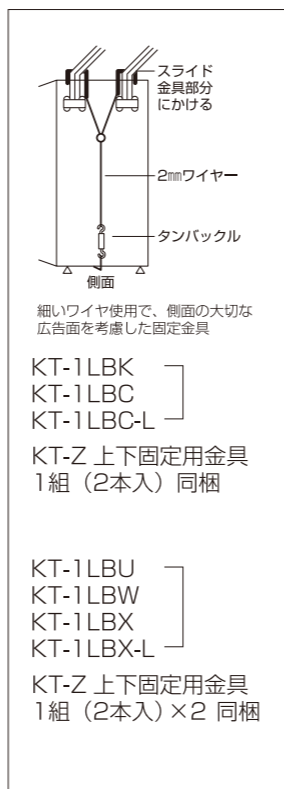 スライド
金具部分
にかける
2㎜ワイヤー
タンバックル
側面
細いワイヤ使用で、側面の大切な
広告面を考慮した固定金具
KT-1LBK
KT-1LBC
KT-1LBC-L
KT-Z 上下固定用金具
1組（2本入）同梱
KT-1LBU
KT-1LBW
KT-1LBX
KT-1LBX-L
KT-Z 上下固定用金具
1組（2本入）×2 同梱